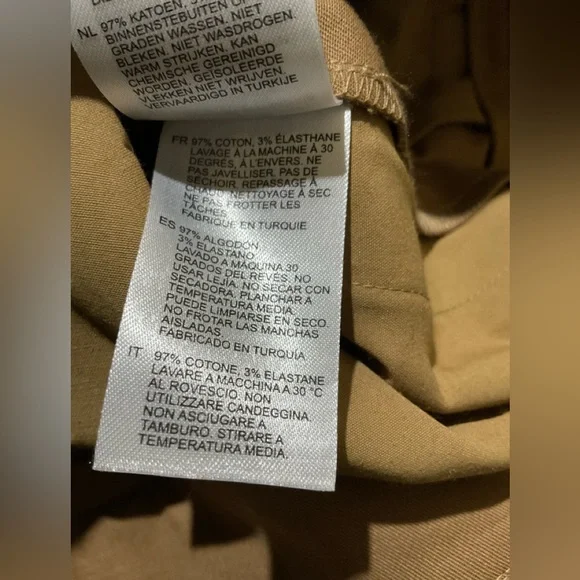 NL 97% KATOEN,
BINNENSTEBUITEN OP
GRADEN WASSEN. NIET
BLEKEN. NIET WASDROGEN.
WARM STRIJKEN. KAN
CHEMISCHE GEREINIGD
WORDEN. GEÏSOLEERDE
VLEKKEN NIET WRIJVEN.
VERVAARDIGD IN TURKIJE
FR 97% COTON, 3% ÉLASTHANE
LAVAGE À LA MACHINE À 30
DEGRÉS, À L'ENVERS. NE
PAS JAVELLISER. PAS DE
SÉCHOIR. REPASSAGE À
CHAUD. NETTOYAGE À SEC
NE PAS FROTTER LES
TÂCHES.
FABRIQUÉ EN TURQUIE
ES 97% ALGODÓN
3% ELASTANO
LAVADO A MÁQUINA 30
GRADOS DEL REVÉS. NO
USAR LEJÍA. NO SECAR CON
SECADORA. PLANCHAR A
TEMPERATURA MEDIA.
PUEDE LIMPIARSE EN SECO.
NO FROTAR LAS MANCHAS
AISLADAS.
FABRICADO EN TURQUÍA
IT 97% COTONE, 3% ELASTANE
LAVARE A MACCHINA A 30 °C
AL ROVESCIO. NON
UTILIZZARE CANDEGGINA
NON ASCIUGARE A
TAMBURO. STIRARE A
TEMPERATURA MEDIA.